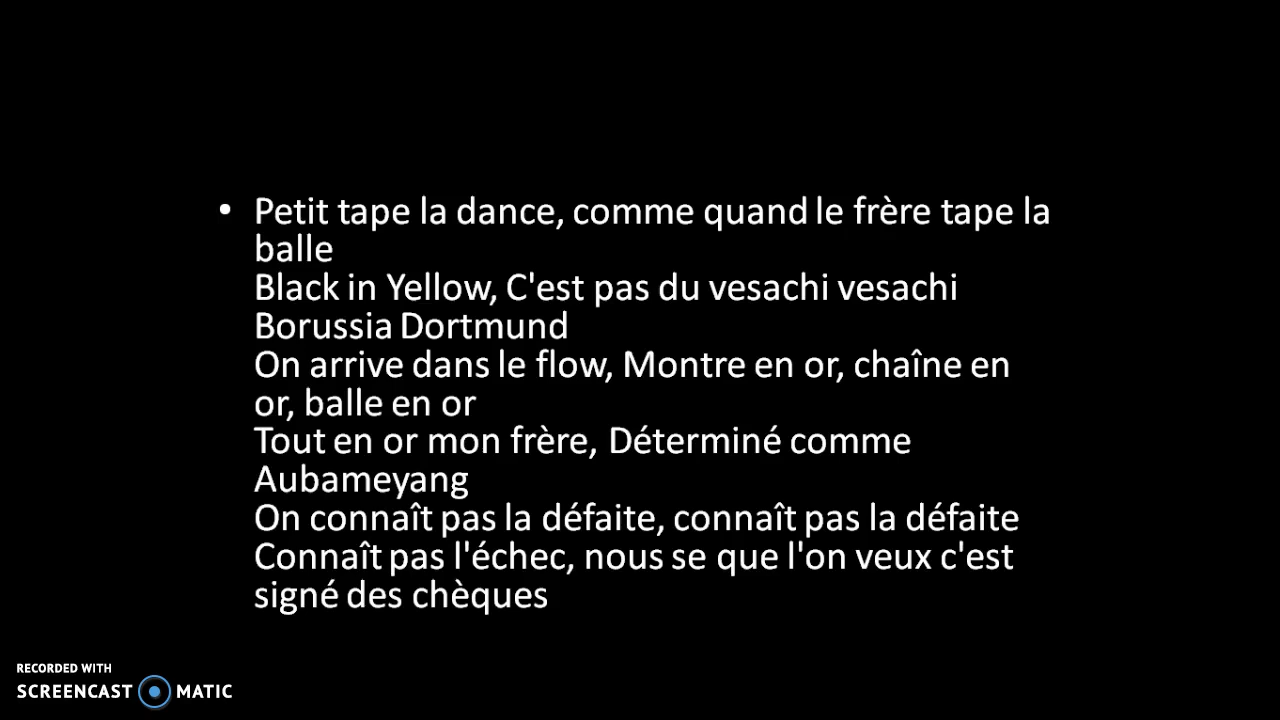 • Petit tape la dance, comme quand le frère tape la
balle
Black in Yellow, C'est pas du vesachi vesachi
Borussia Dortmund
On arrive dans le flow, Montre en or, chaîne en
or, balle en or
Tout en or mon frère, Déterminé comme
Aubameyang
On connaît pas la défaite, connaît pas la défaite
Connaît pas l'échec, nous se que l'on veux c'est
signé des chèques
RECORDED WITH
SCREENCAST MATIC